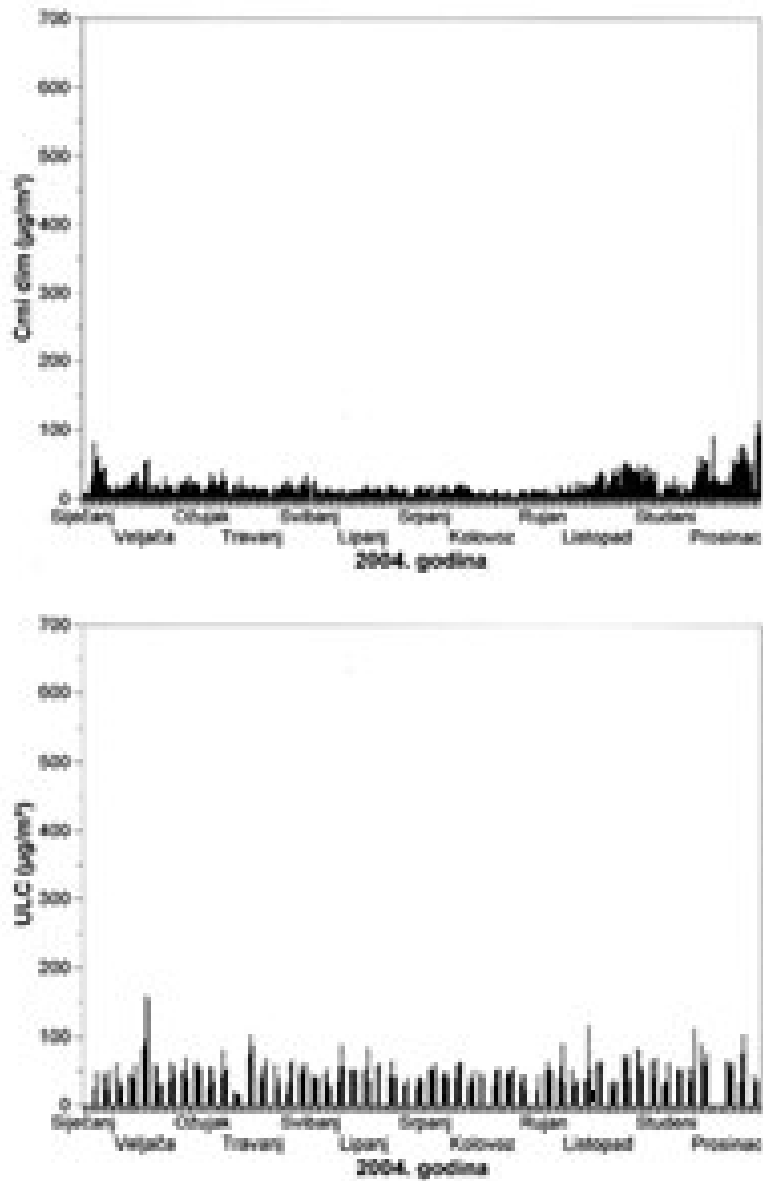 700
600
500
400
300
200
100
0
Crni dim (µg/m³)
Siječanj Ožujak Svibanj Srpanj Rujan Studeni
Veljača Travanj Lipanj Kolovoz Listopad Prosinac
2004. godina
700
600
500
400
300
200
100
0
ULČ (µg/m³)
Siječanj Ožujak Svibanj Srpanj Rujan Studeni
Veljača Travanj Lipanj Kolovoz Listopad Prosinac
2004. godina